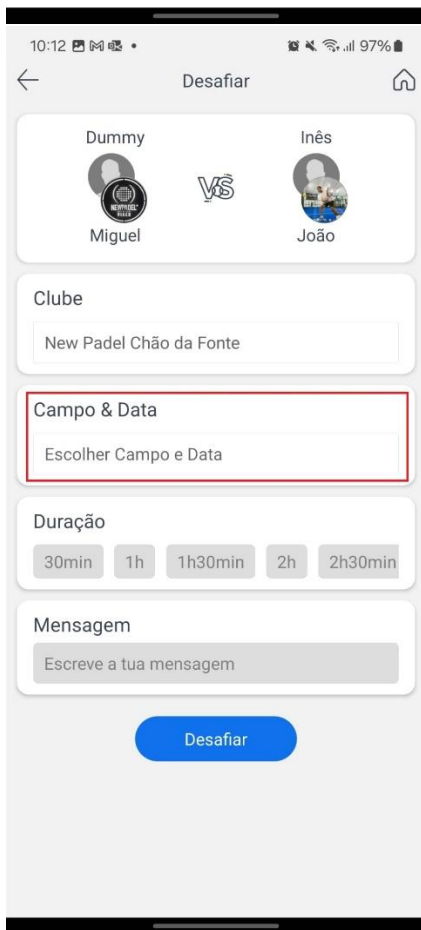 10:12 97%
Desafiar
Dummy Inês
VS
NEWPADEL
Miguel João
Clube
New Padel Chão da Fonte
Campo & Data
Escolher Campo e Data
Duração
30min 1h 1h30min 2h 2h30min
Mensagem
Escreve a tua mensagem
Desafiar